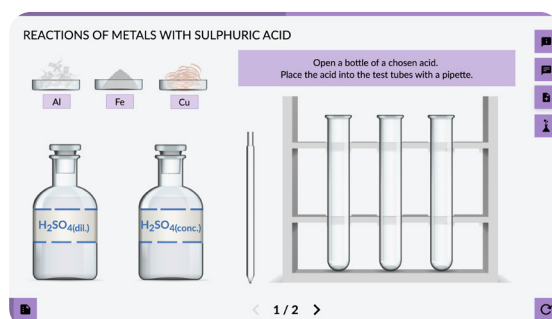 REACTIONS OF METALS WITH SULPHURIC ACID
Open a bottle of a chosen acid.
Place the acid into the test tubes with a pipette.
Al
Fe
Cu
H₂SO₄(dil.)
H₂SO₄(conc.)
1 / 2